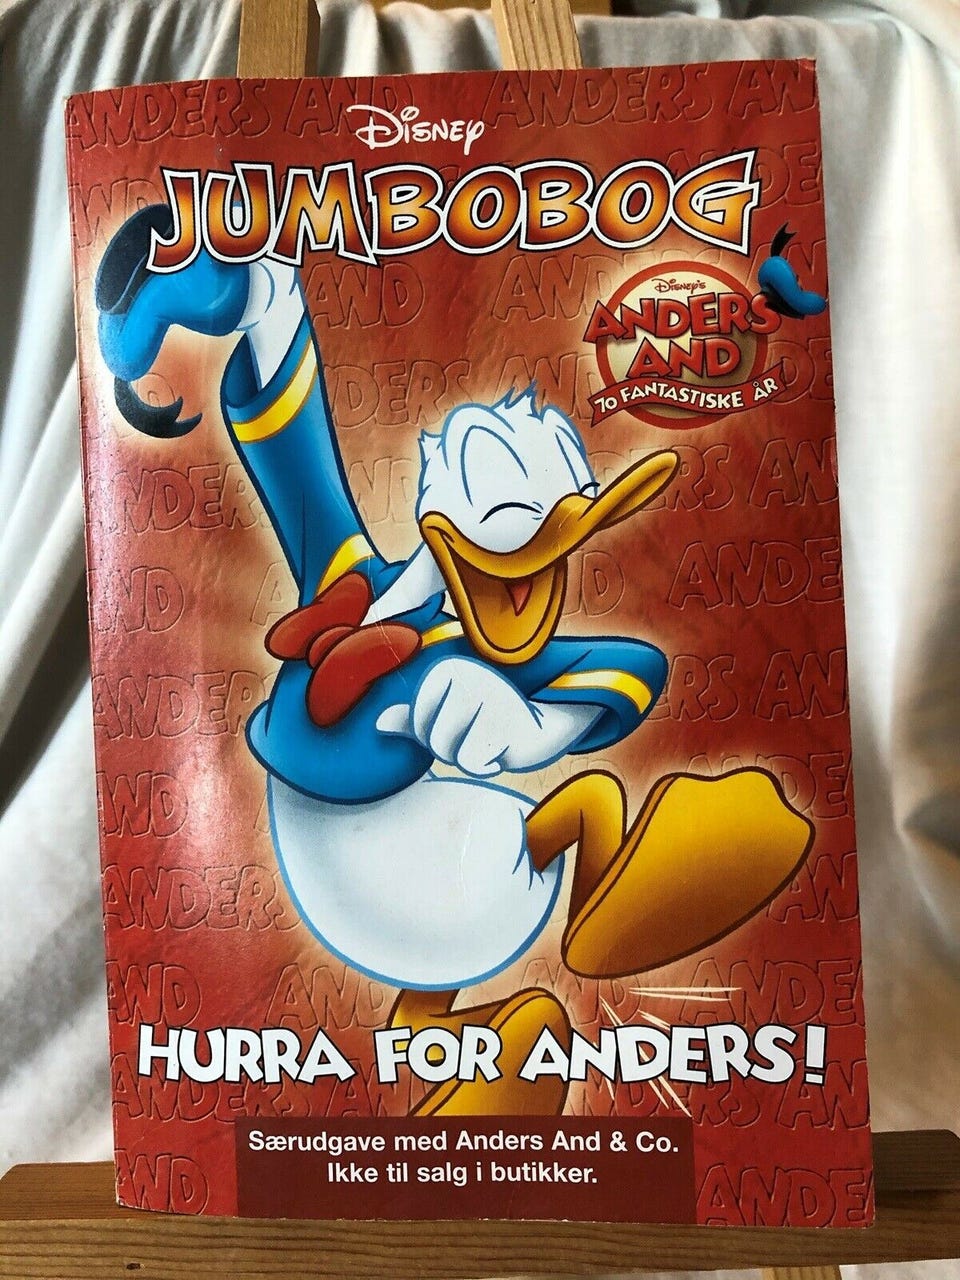 Disney
JUMBOBOG
Disney's
ANDERS
AND
70 FANTASTISKE ÅR
HURRA FOR ANDERS!
Særudgave med Anders And & Co.
Ikke til salg i butikker.